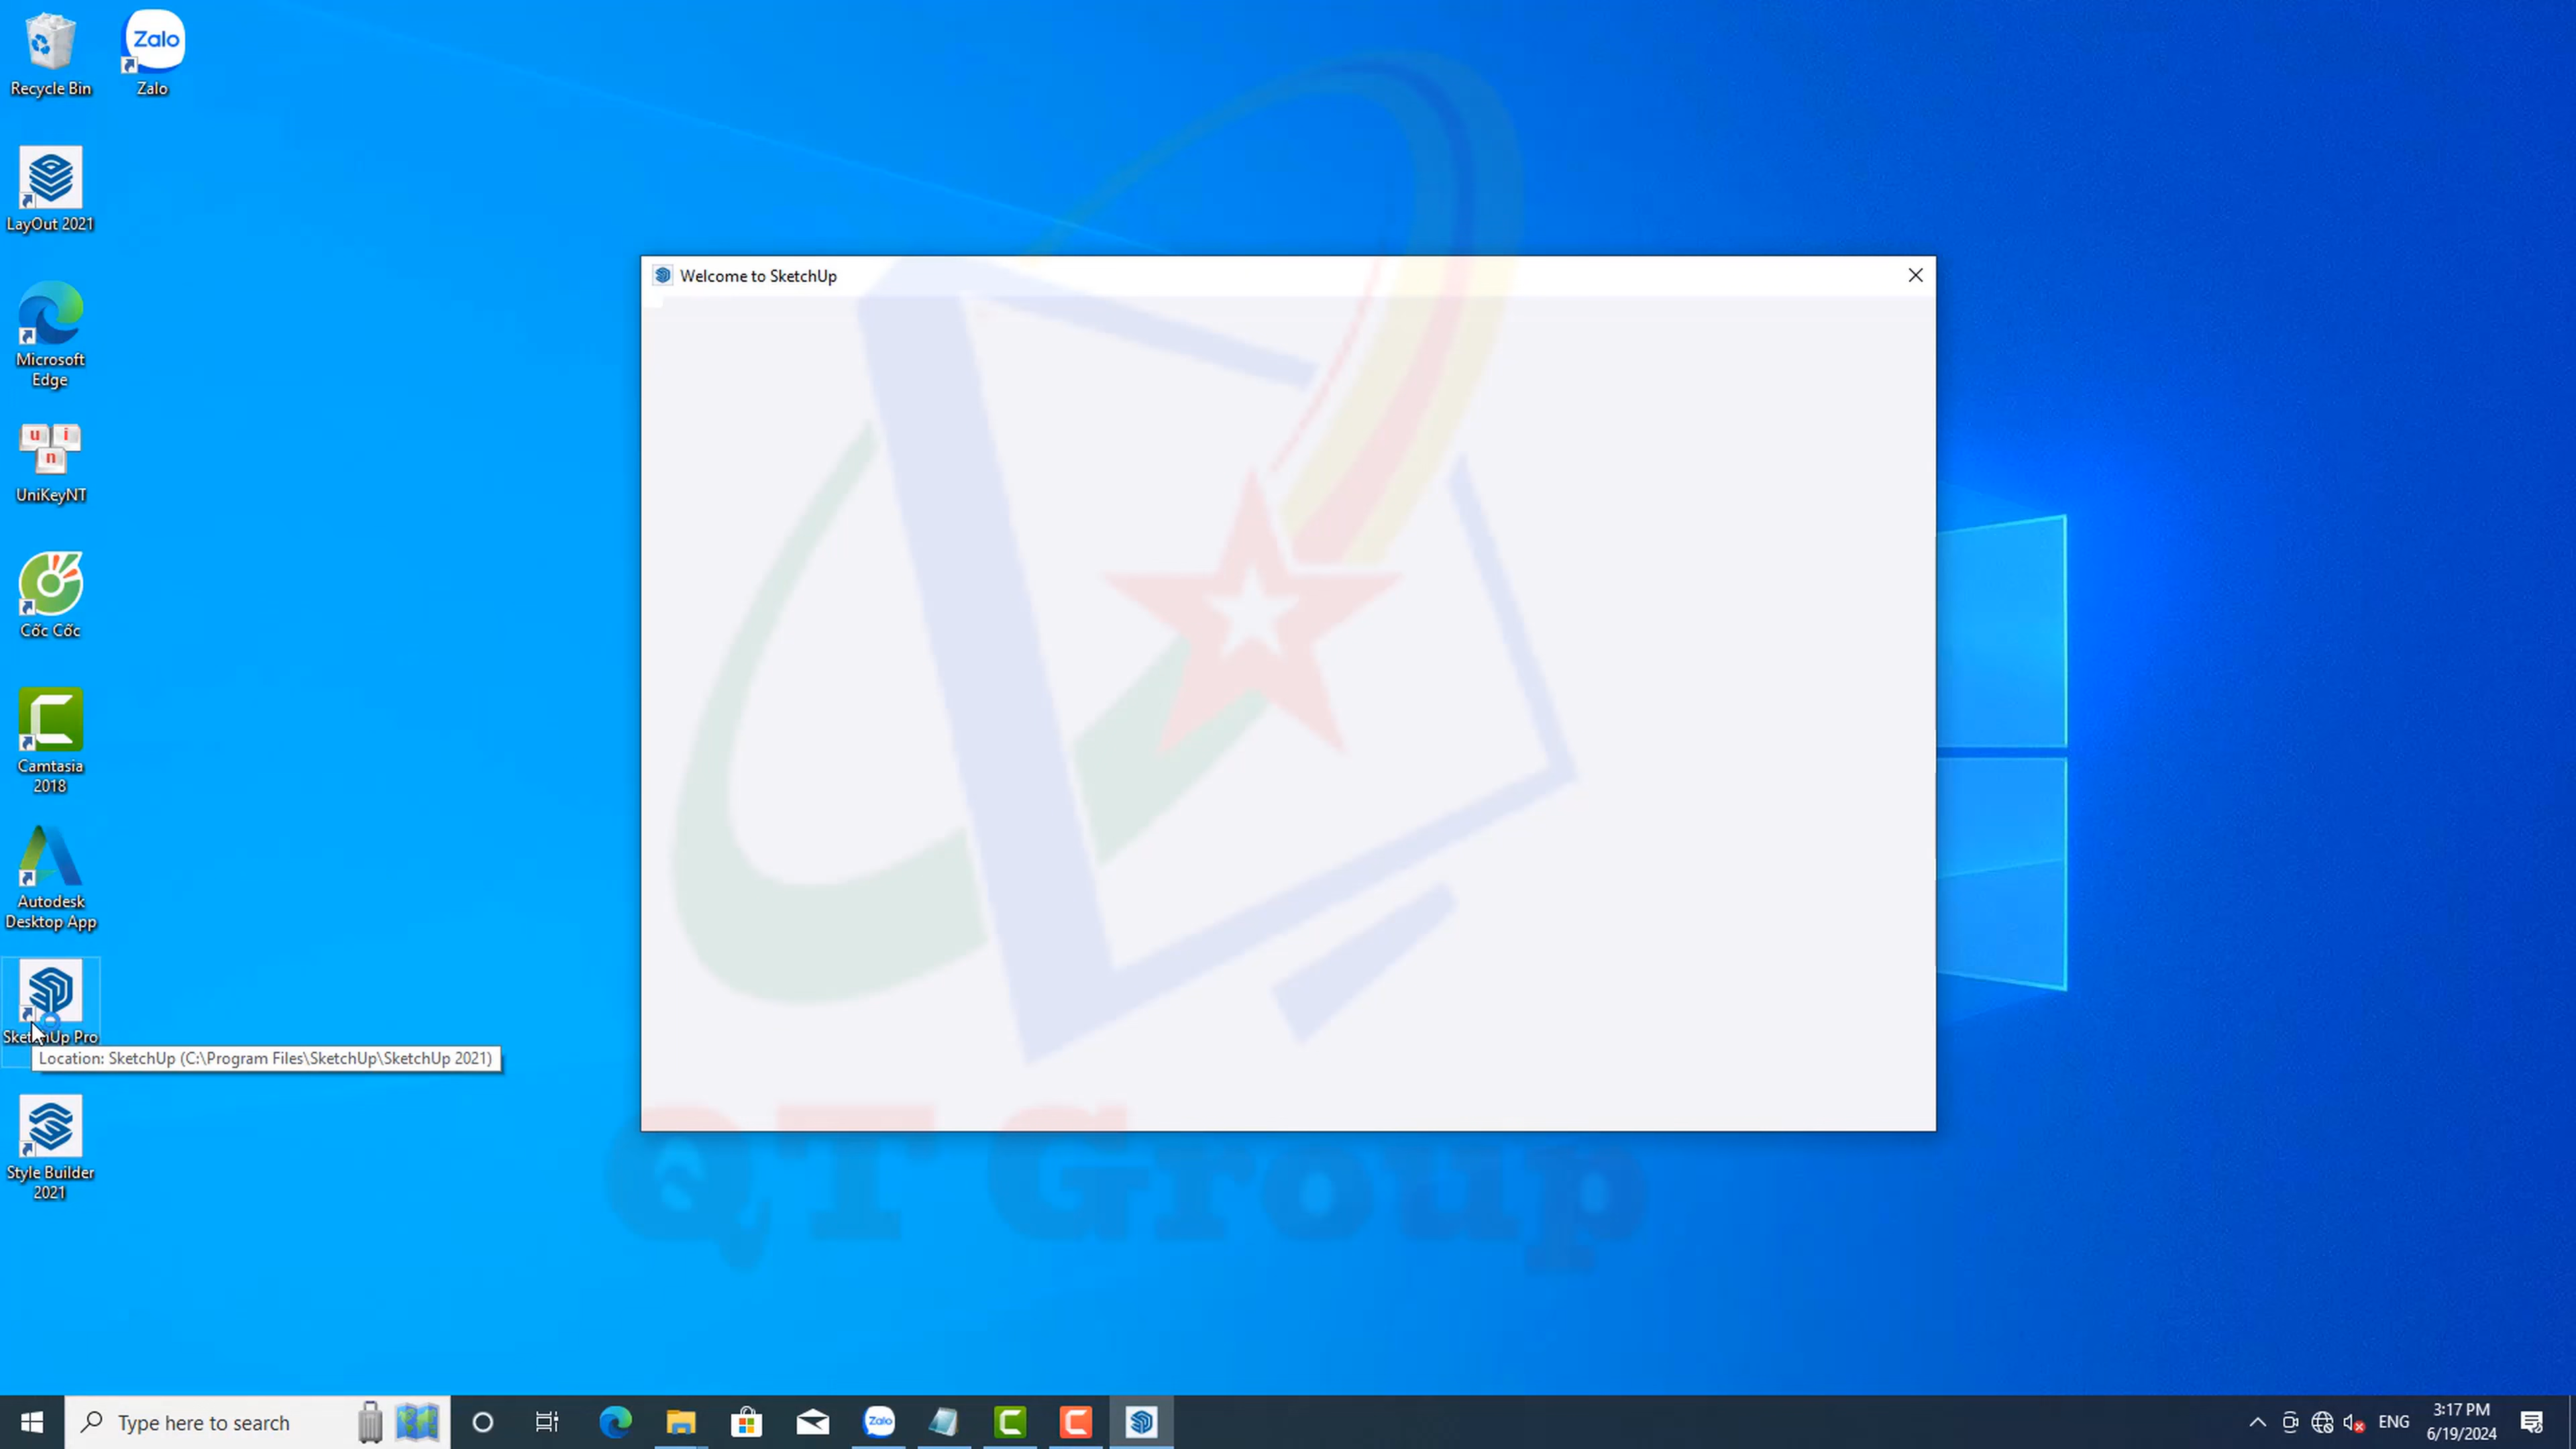 Recycle Bin
Zalo
Zalo
LayOut 2021
Microsoft
Edge
u i
n
UniKeyNT
Cốc Cốc
Camtasia
2018
Autodesk
Desktop App
SketchUp Pro
Location: SketchUp (C:\Program Files\SketchUp\SketchUp 2021)
Style Builder
2021
Welcome to SketchUp
QT Group
Type here to search
Zalo
ENG
3:17 PM
6/19/2024